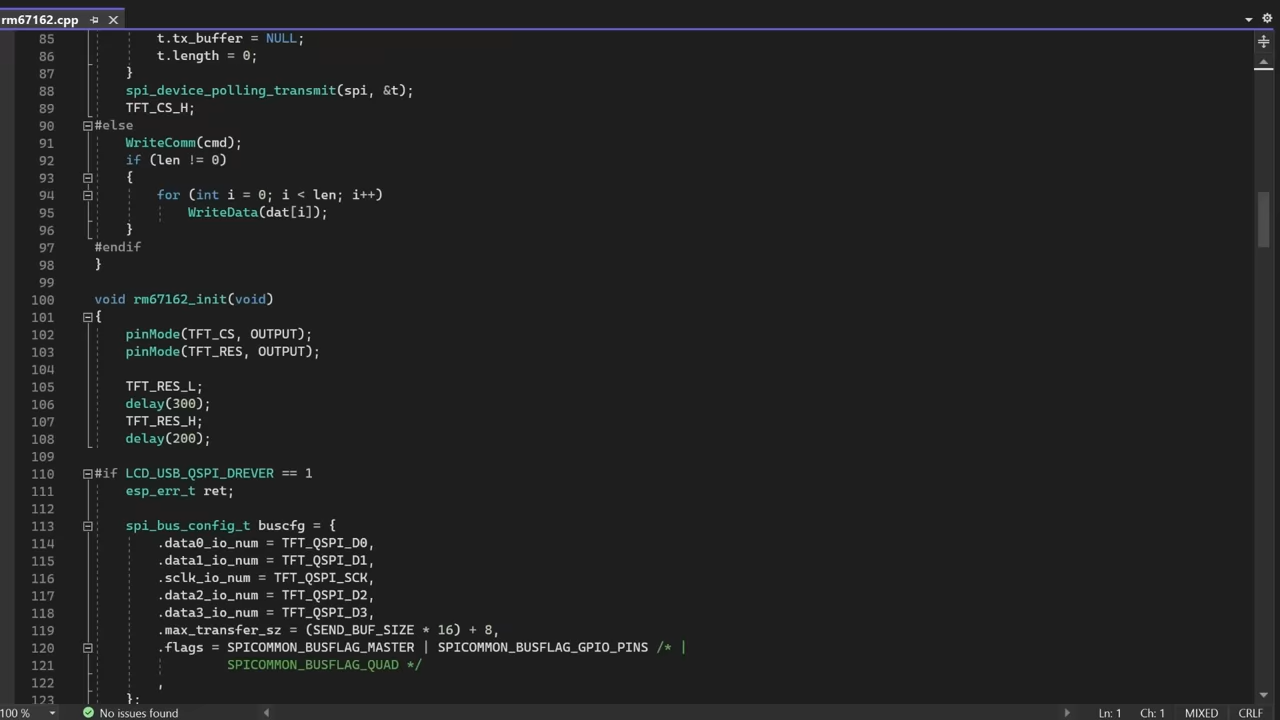 rm67162.cpp
85 t.tx_buffer = NULL;
86 t.length = 0;
87 }
88 spi_device_polling_transmit(spi, &t);
89 TFT_CS_H;
90 #else
91 WriteComm(cmd);
92 if (len != 0)
93 {
94 for (int i = 0; i < len; i++)
95 WriteData(dat[i]);
96 }
97 #endif
98 }
99
100 void rm67162_init(void)
101 {
102 pinMode(TFT_CS, OUTPUT);
103 pinMode(TFT_RES, OUTPUT);
104
105 TFT_RES_L;
106 delay(300);
107 TFT_RES_H;
108 delay(200);
109
110 #if LCD_USB_QSPI_DREVER == 1
111 esp_err_t ret;
112
113 spi_bus_config_t buscfg = {
114 .data0_io_num = TFT_QSPI_D0,
115 .data1_io_num = TFT_QSPI_D1,
116 .sclk_io_num = TFT_QSPI_SCK,
117 .data2_io_num = TFT_QSPI_D2,
118 .data3_io_num = TFT_QSPI_D3,
119 .max_transfer_sz = (SEND_BUF_SIZE * 16) + 8,
120 .flags = SPICOMMON_BUSFLAG_MASTER | SPICOMMON_BUSFLAG_GPIO_PINS /* |
121 SPICOMMON_BUSFLAG_QUAD */
122 ,
123 };
100 % No issues found Ln: 1 Ch: 1 MIXED CRLF